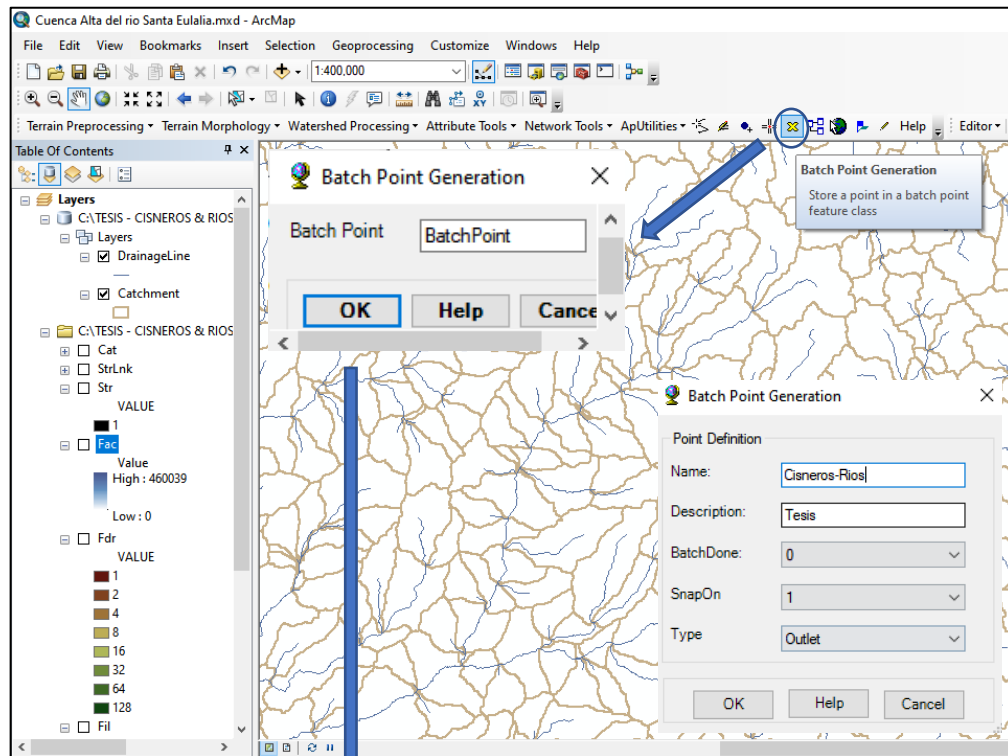 Cuenca Alta del rio Santa Eulalia.mxd - ArcMap
File Edit View Bookmarks Insert Selection Geoprocessing Customize Windows Help
1:400,000
Terrain Preprocessing Terrain Morphology Watershed Processing Attribute Tools Network Tools ApUtilities Help Editor
Table Of Contents
Layers
C:\TESIS - CISNEROS & RIOS
Layers
DrainageLine
Catchment
C:\TESIS - CISNEROS & RIOS
Cat
StrLnk
Str
VALUE
1
Fac
Value
High : 460039
Low : 0
Fdr
VALUE
1
2
4
8
16
32
64
128
Fil
Batch Point Generation
Batch Point BatchPoint
OK Help Cance
Batch Point Generation
Store a point in a batch point
feature class
Batch Point Generation
Point Definition
Name: Cisneros-Rios
Description: Tesis
BatchDone: 0
SnapOn 1
Type Outlet
OK Help Cancel